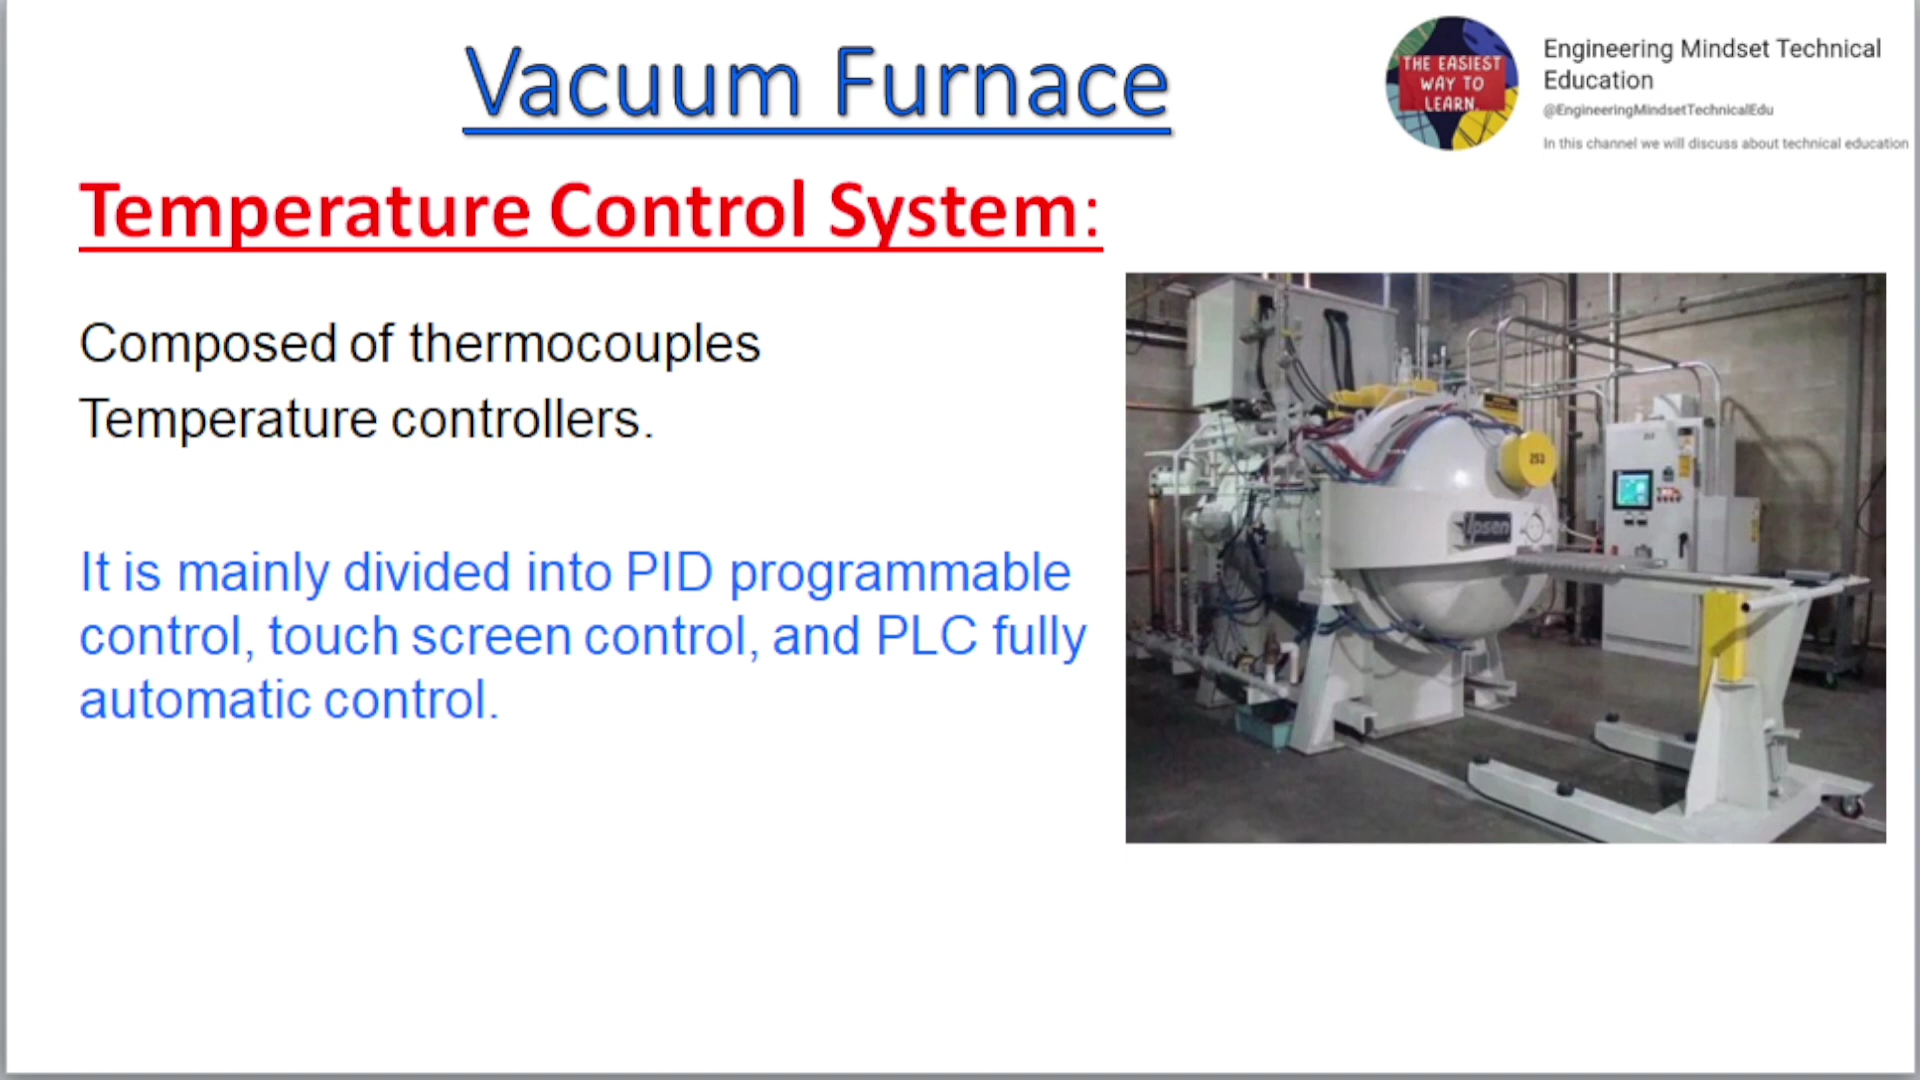 Vacuum Furnace
THE EASIEST
WAY TO
LEARN.
Engineering Mindset Technical
Education
@EngineeringMindsetTechnicalEdu
In this channel we will discuss about technical education
Temperature Control System:
Composed of thermocouples
Temperature controllers.
It is mainly divided into PID programmable
control, touch screen control, and PLC fully
automatic control.
253
Ipsen